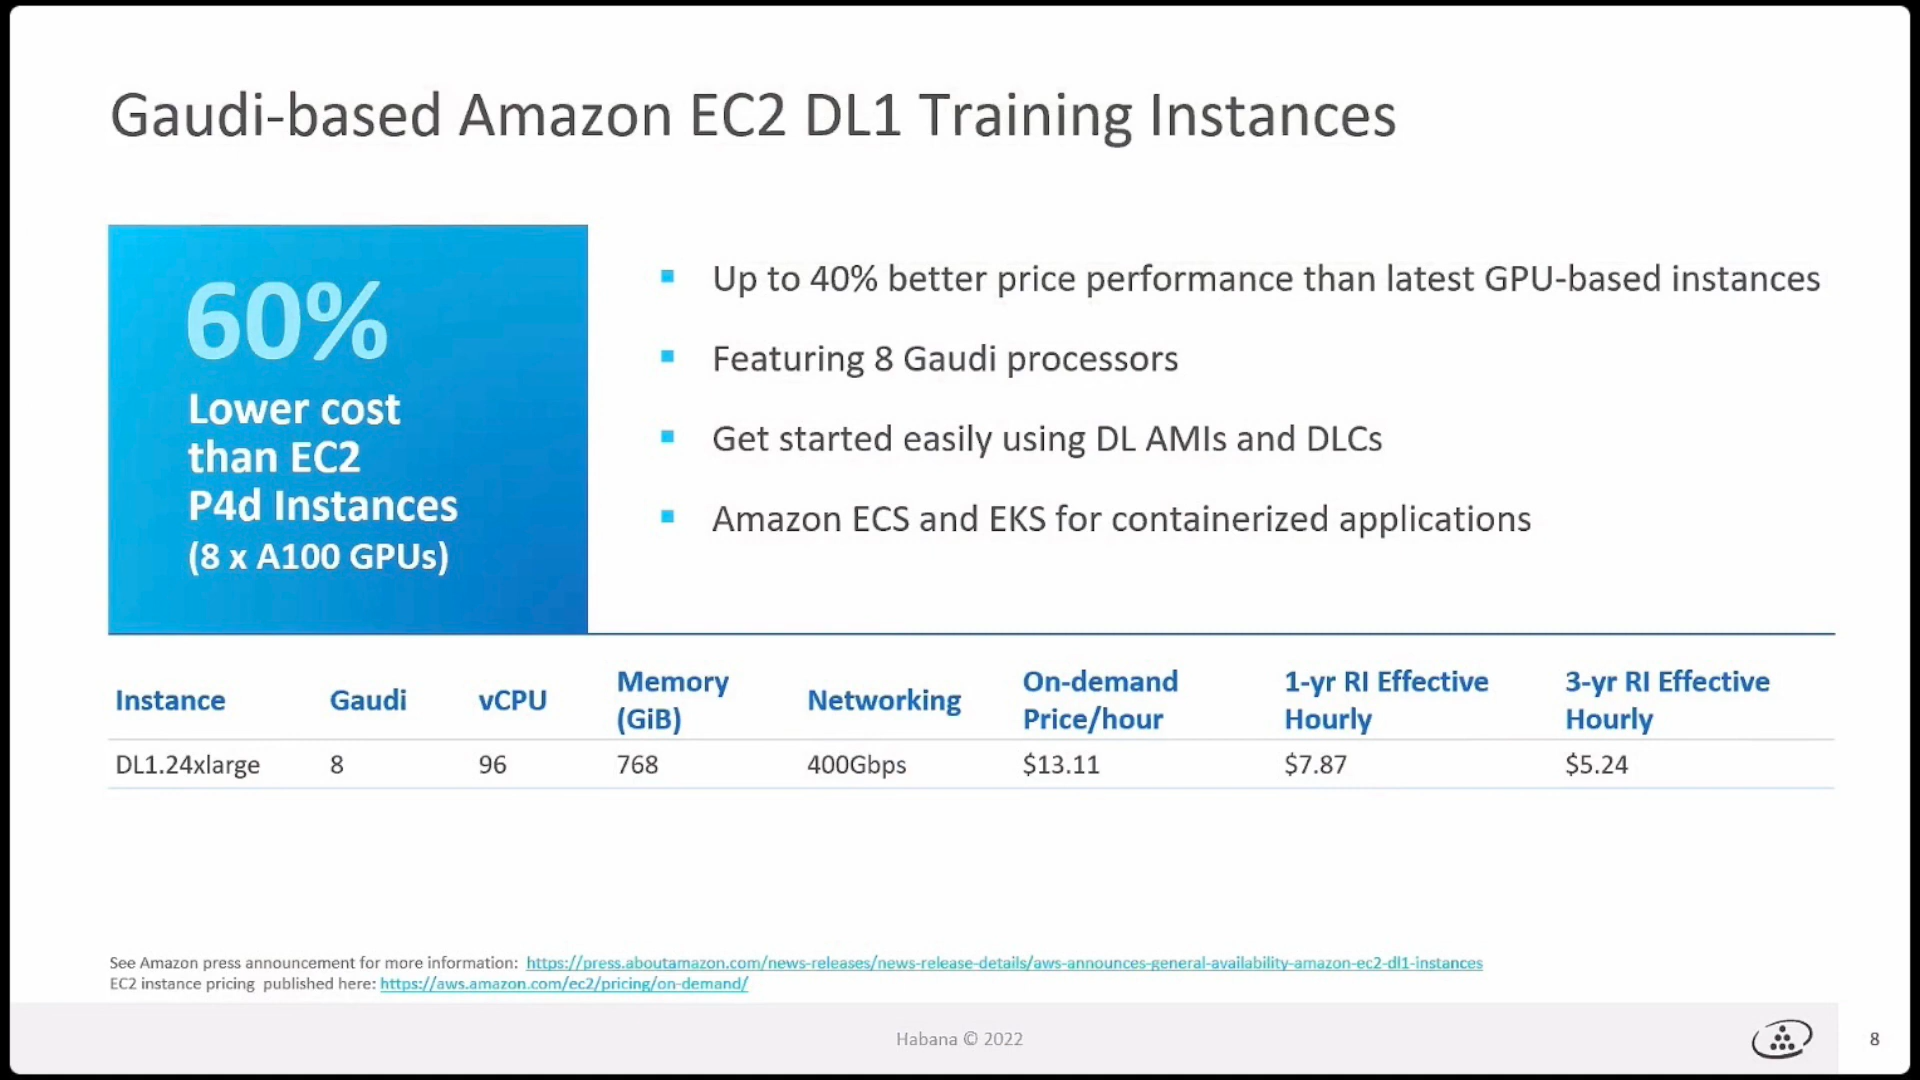 Gaudi-based Amazon EC2 DL1 Training Instances
60%
Lower cost
than EC2
P4d Instances
(8 x A100 GPUs)
Up to 40% better price performance than latest GPU-based instances
Featuring 8 Gaudi processors
Get started easily using DL AMIs and DLCs
Amazon ECS and EKS for containerized applications
Instance Gaudi vCPU Memory (GiB) Networking On-demand Price/hour 1-yr RI Effective Hourly 3-yr RI Effective Hourly
DL1.24xlarge 8 96 768 400Gbps $13.11 $7.87 $5.24
See Amazon press announcement for more information: https://press.aboutamazon.com/news-releases/news-release-details/aws-announces-general-availability-amazon-ec2-dl1-instances
EC2 instance pricing published here: https://aws.amazon.com/ec2/pricing/on-demand/
Habana © 2022
8